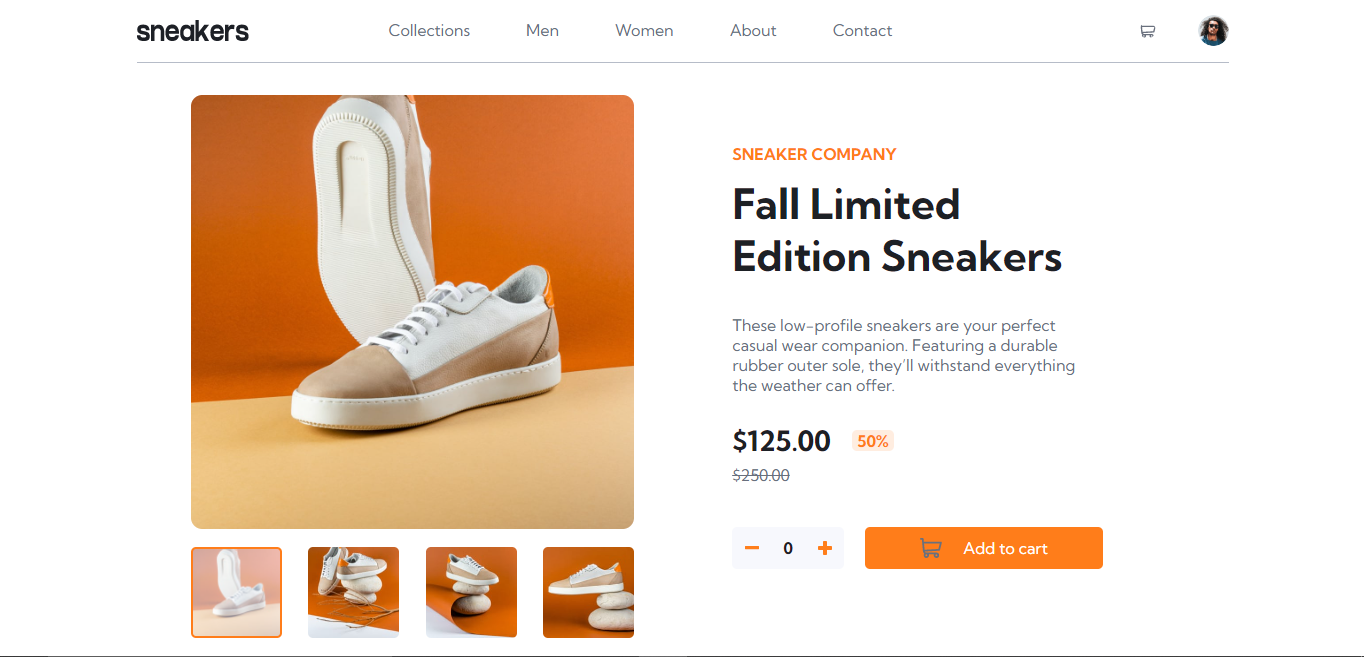 sneakers
Collections
Men
Women
About
Contact
SNEAKER COMPANY
Fall Limited
Edition Sneakers
These low-profile sneakers are your perfect
casual wear companion. Featuring a durable
rubber outer sole, they’ll withstand everything
the weather can offer.
$125.00
50%
$250.00
0
Add to cart